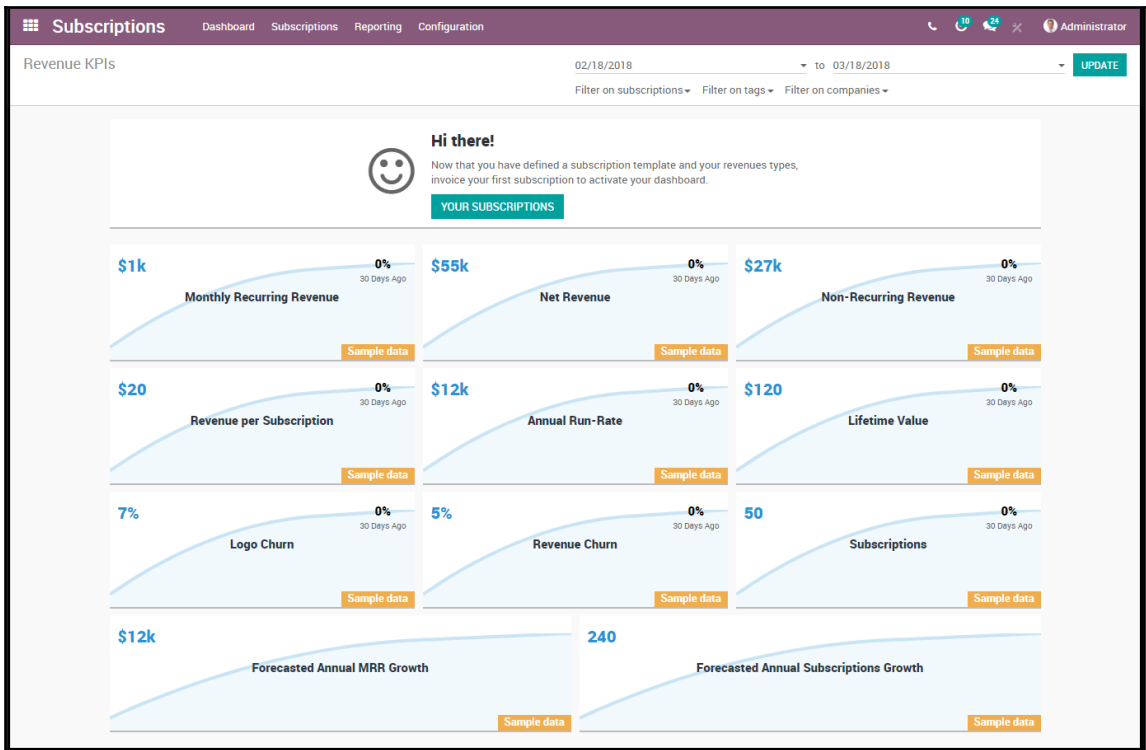 Subscriptions Dashboard Subscriptions Reporting Configuration 10 24 Administrator
Revenue KPIs 02/18/2018 to 03/18/2018 UPDATE
Filter on subscriptions Filter on tags Filter on companies
Hi there!
Now that you have defined a subscription template and your revenues types,
invoice your first subscription to activate your dashboard.
YOUR SUBSCRIPTIONS
$1k 0%
30 Days Ago
Monthly Recurring Revenue
Sample data
$55k 0%
30 Days Ago
Net Revenue
Sample data
$27k 0%
30 Days Ago
Non-Recurring Revenue
Sample data
$20 0%
30 Days Ago
Revenue per Subscription
Sample data
$12k 0%
30 Days Ago
Annual Run-Rate
Sample data
$120 0%
30 Days Ago
Lifetime Value
Sample data
7% 0%
30 Days Ago
Logo Churn
Sample data
5% 0%
30 Days Ago
Revenue Churn
Sample data
50 0%
30 Days Ago
Subscriptions
Sample data
$12k
Forecasted Annual MRR Growth
Sample data
240
Forecasted Annual Subscriptions Growth
Sample data